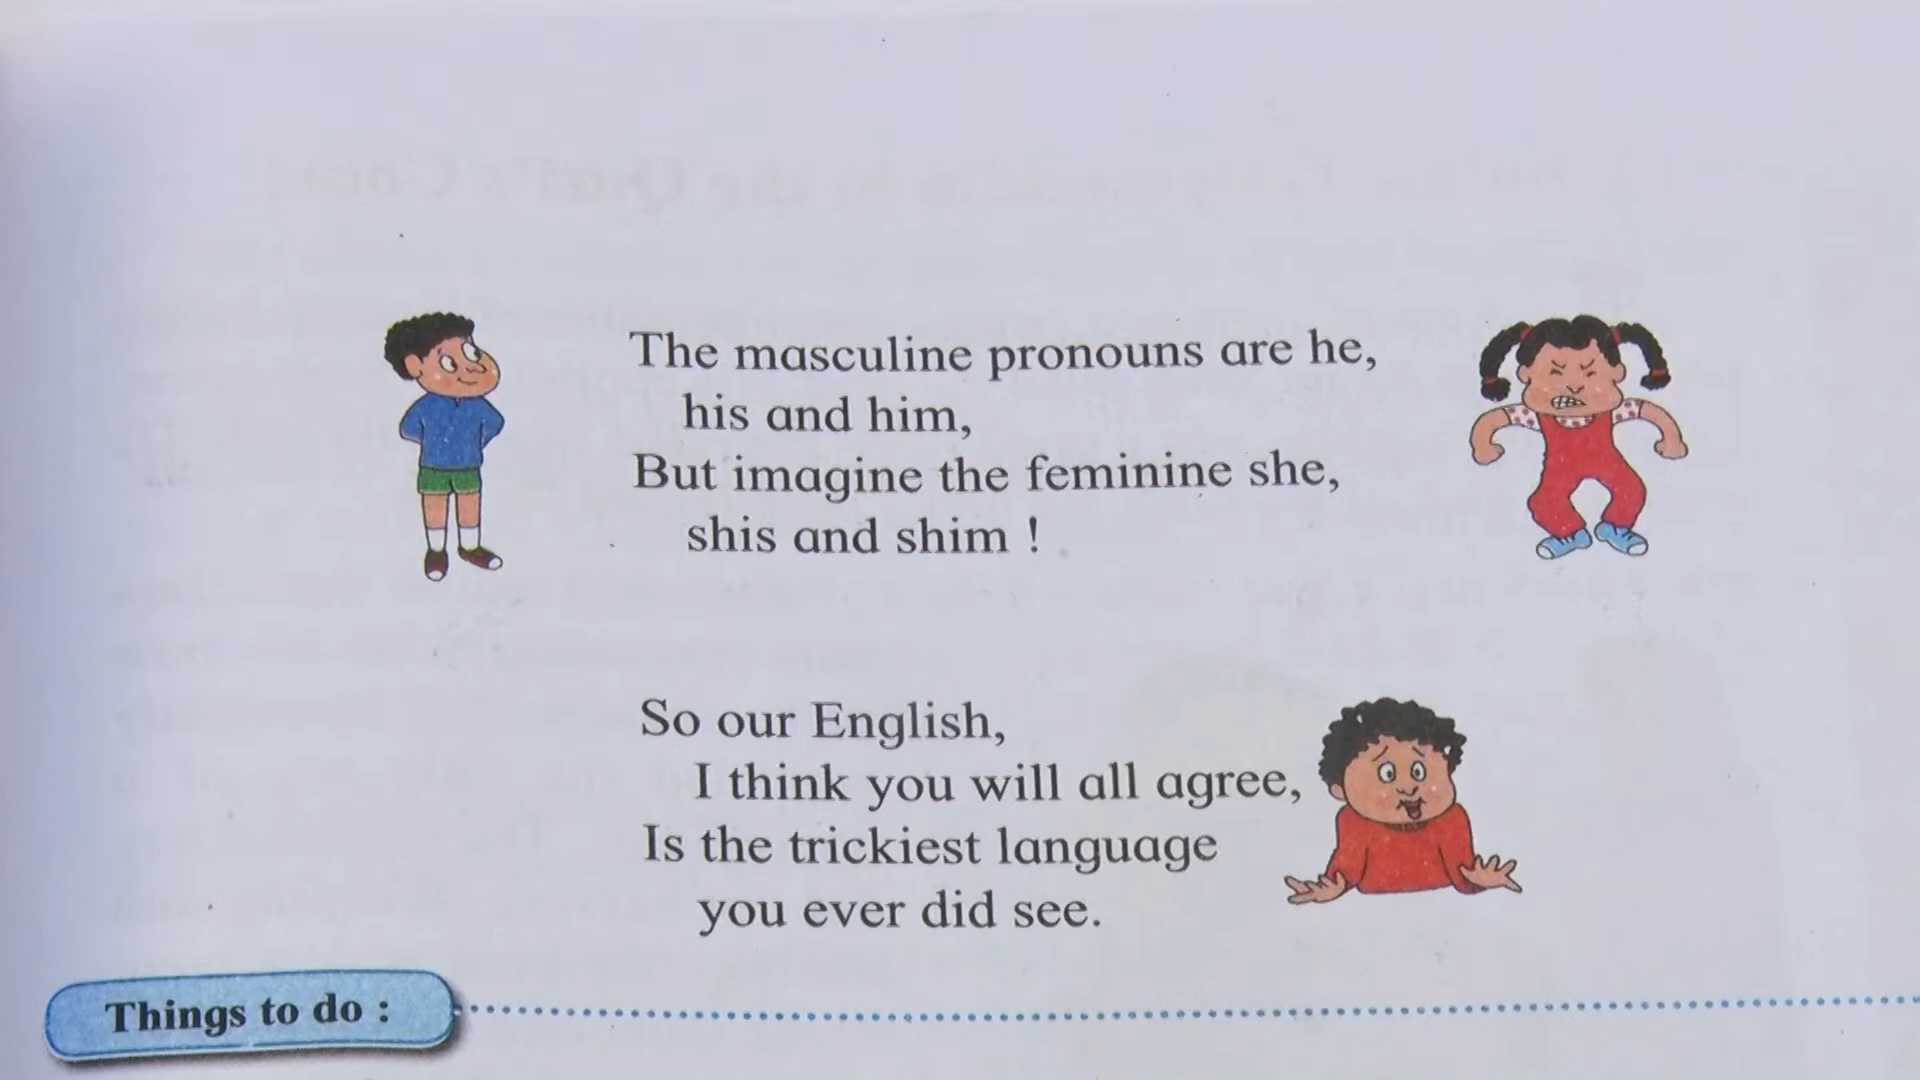 The masculine pronouns are he,
his and him,
But imagine the feminine she,
shis and shim !
So our English,
I think you will all agree,
Is the trickiest language
you ever did see.
Things to do :